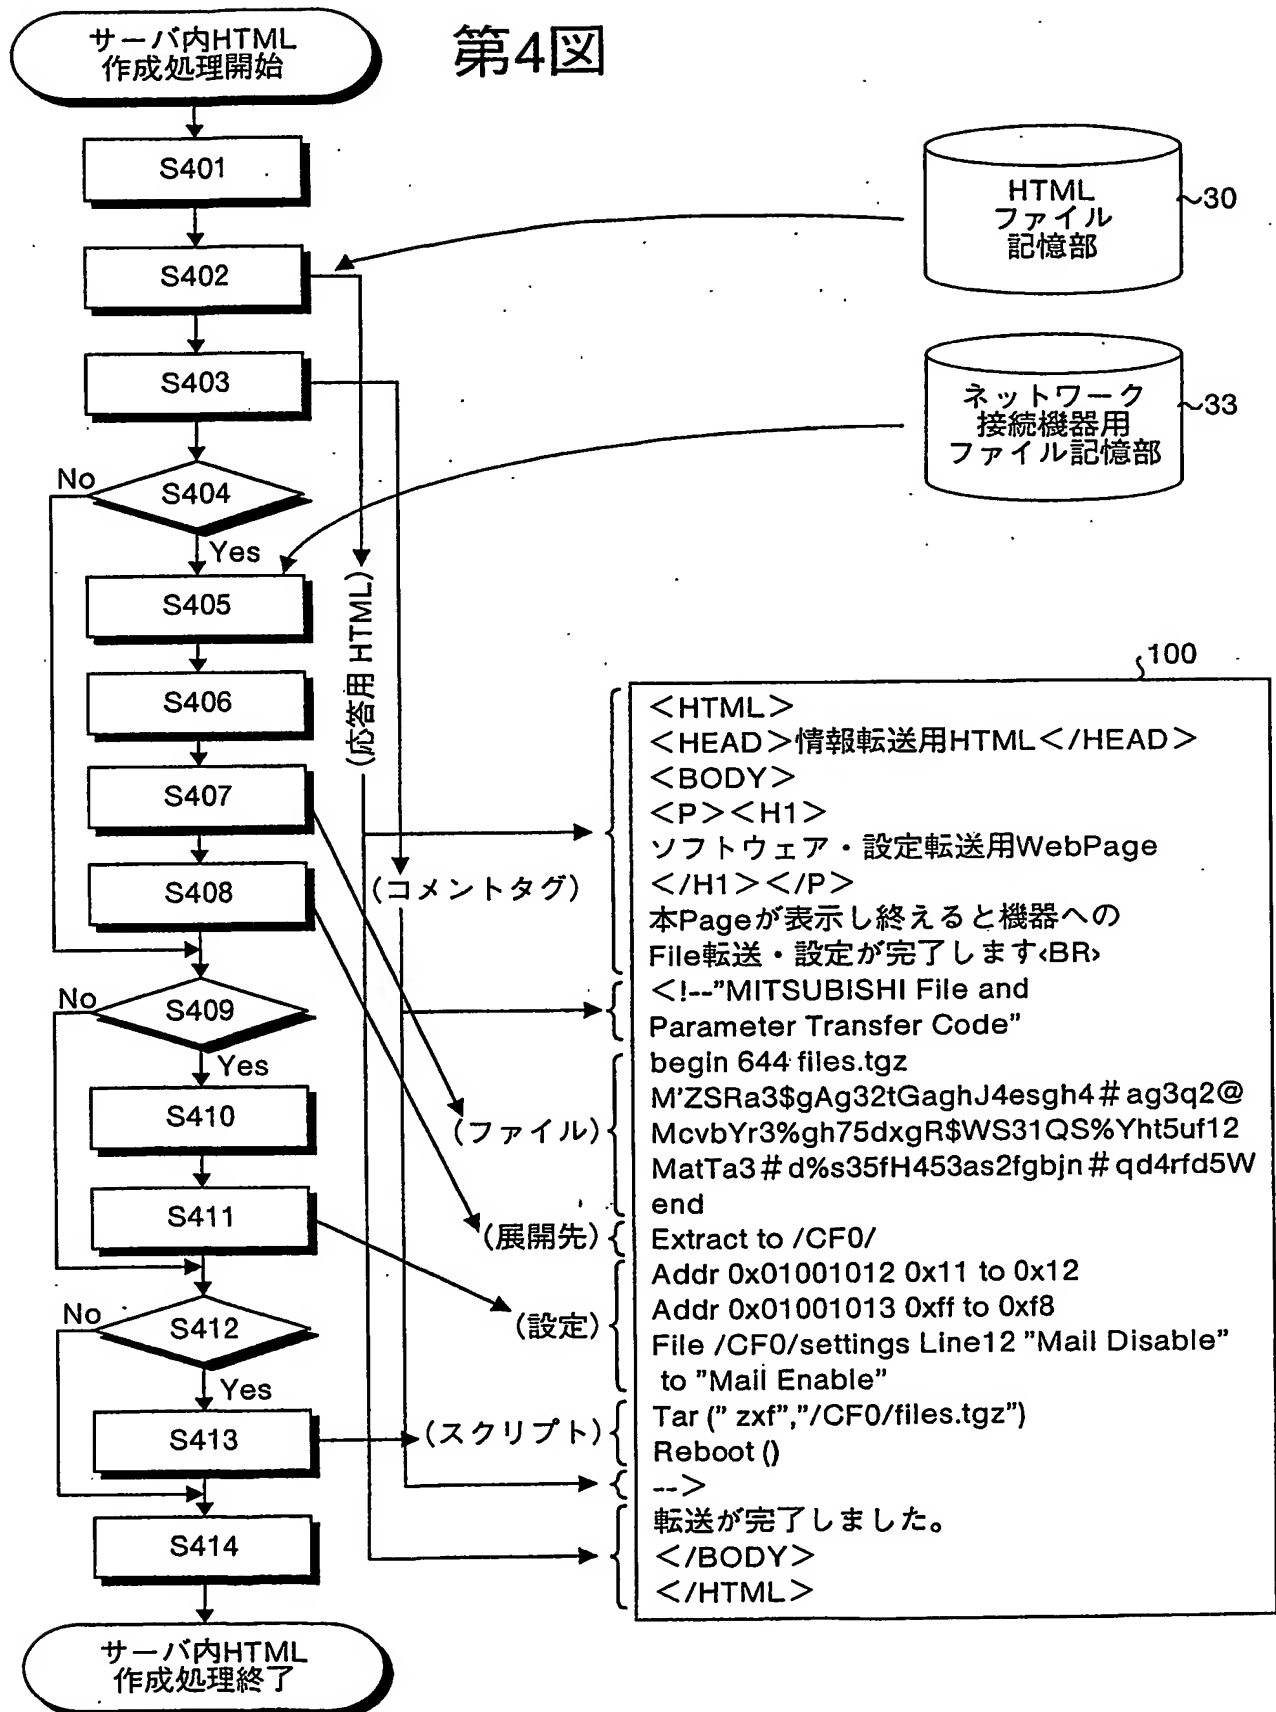 第4図
サーバ内HTML
作成処理開始
S401
S402
S403
No
S404
Yes
S405
S406
S407
S408
No
S409
Yes
S410
S411
No
S412
Yes
S413
S414
サーバ内HTML
作成処理終了
HTML
ファイル
記憶部
30
ネットワーク
接続機器用
ファイル記憶部
33
(応答用 HTML)
(コメントタグ)
(ファイル)
(展開先)
(設定)
(スクリプト)
100
<HTML>
<HEAD>情報転送用HTML</HEAD>
<BODY>
<P><H1>
ソフトウェア・設定転送用WebPage
</H1></P>
本Pageが表示し終えると機器への
File転送・設定が完了します<BR>
<!--"MITSUBISHI File and
Parameter Transfer Code"
begin 644 files.tgz
M'ZSRa3$gAg32tGaghJ4esgh4#ag3q2@
McvbYr3%gh75dxgR$WS31QS%Yht5uf12
MatTa3#d%s35fH453as2fgbjn#qd4rfd5W
end
Extract to /CF0/
Addr 0x01001012 0x11 to 0x12
Addr 0x01001013 0xff to 0xf8
File /CF0/settings Line12 "Mail Disable"
to "Mail Enable"
Tar (" zxf","/CF0/files.tgz")
Reboot ()
-->
転送が完了しました。
</BODY>
</HTML>